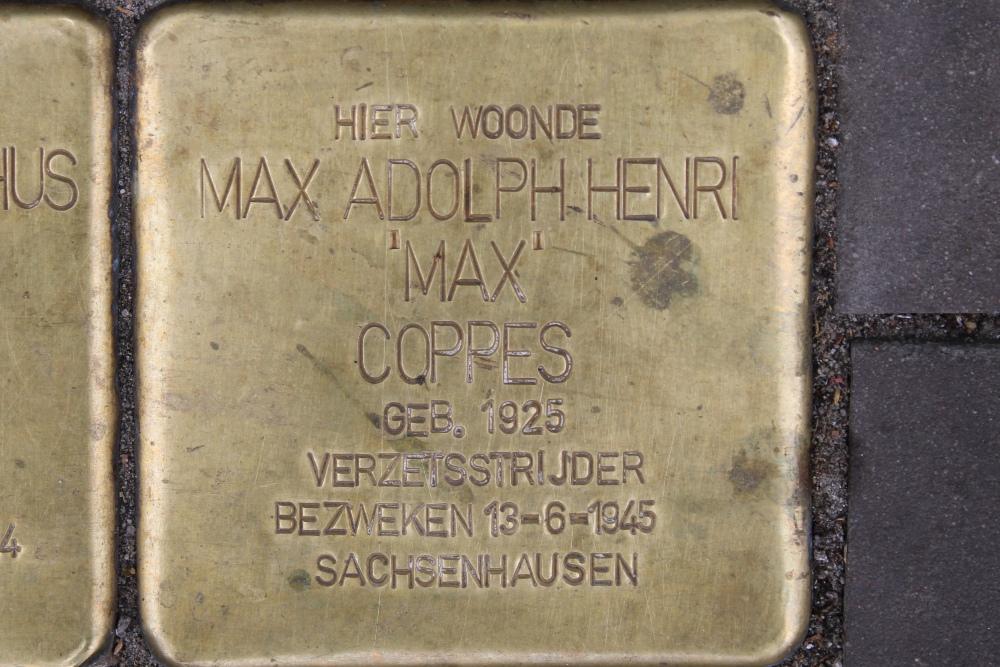 HIER WOONDE
MAX ADOLPH HENRI
'MAX'
COPPES
GEB. 1925
VERZETSSTRIJDER
BEZWEKEN 13-6-1945
SACHSENHAUSEN